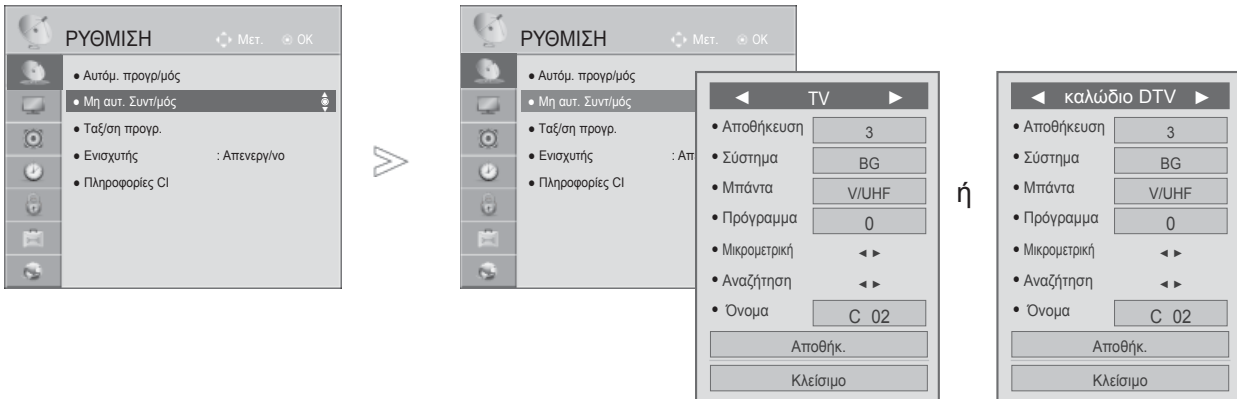 ΡΥΘΜΙΣΗ Μετ. OK
● Αυτόμ. προγρ/μός
● Μη αυτ. Συντ/μός
● Ταξ/ση προγρ.
● Ενισχυτής : Απενεργ/νο
● Πληροφορίες CI
ΡΥΘΜΙΣΗ Μετ. OK
● Αυτόμ. προγρ/μός
● Μη αυτ. Συντ/μός
● Ταξ/ση προγρ.
● Ενισχυτής : Απ
● Πληροφορίες CI
◄ TV ►
• Αποθήκευση 3
• Σύστημα BG
• Μπάντα V/UHF
• Πρόγραμμα 0
• Μικρομετρική ◄ ►
• Αναζήτηση ◄ ►
• Όνομα C 02
Αποθήκ.
Κλείσιμο
ή
◄ καλώδιο DTV ►
• Αποθήκευση 3
• Σύστημα BG
• Μπάντα V/UHF
• Πρόγραμμα 0
• Μικρομετρική ◄ ►
• Αναζήτηση ◄ ►
• Όνομα C 02
Αποθήκ.
Κλείσιμο